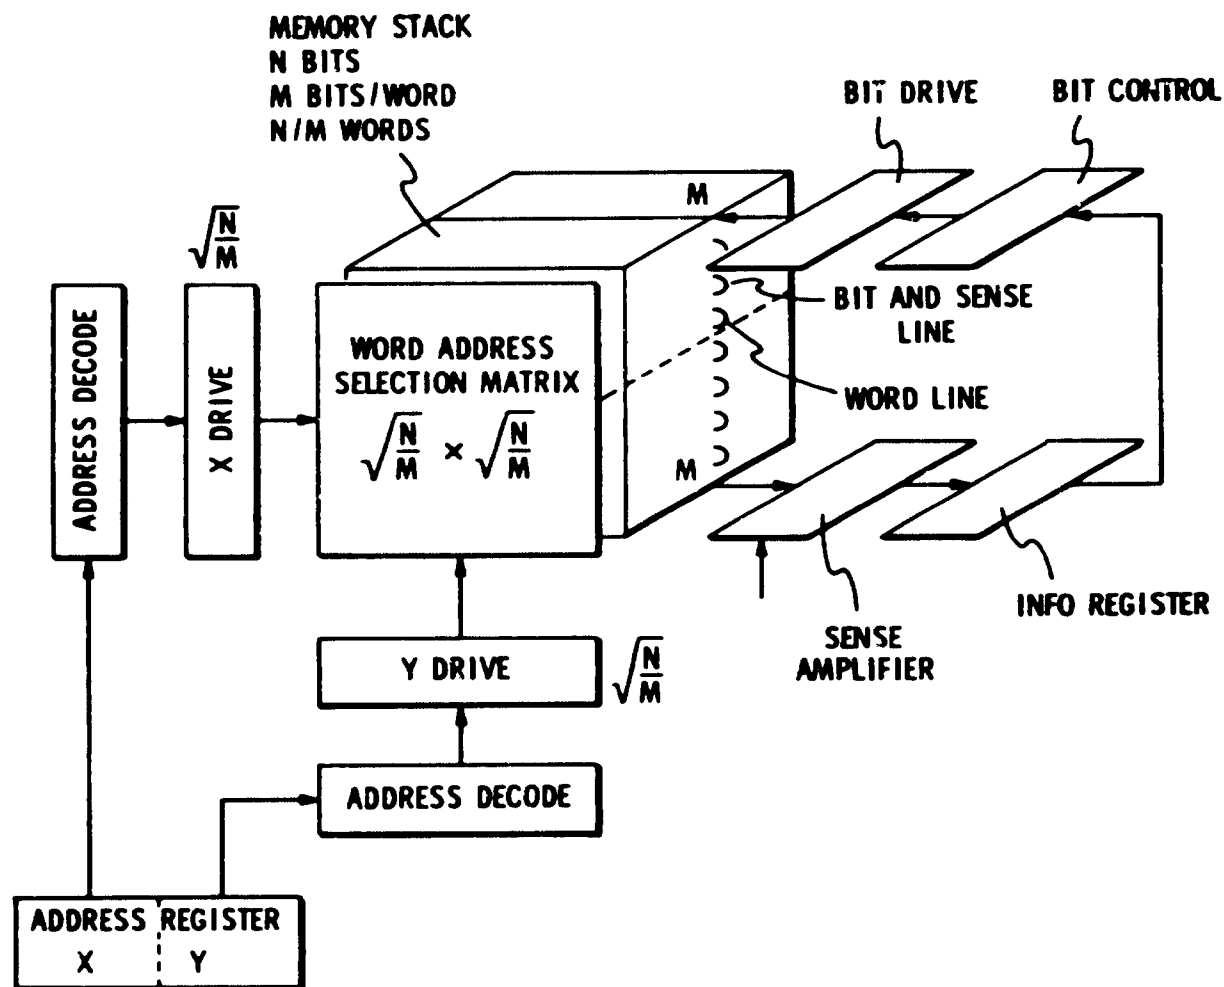 MEMORY STACK
N BITS
M BITS/WORD
N/M WORDS
BIT DRIVE
BIT CONTROL
M
√N/M
ADDRESS DECODE
X DRIVE
WORD ADDRESS
SELECTION MATRIX
√N/M × √N/M
BIT AND SENSE
LINE
WORD LINE
M
INFO REGISTER
SENSE
AMPLIFIER
Y DRIVE
√N/M
ADDRESS DECODE
ADDRESS REGISTER
X Y